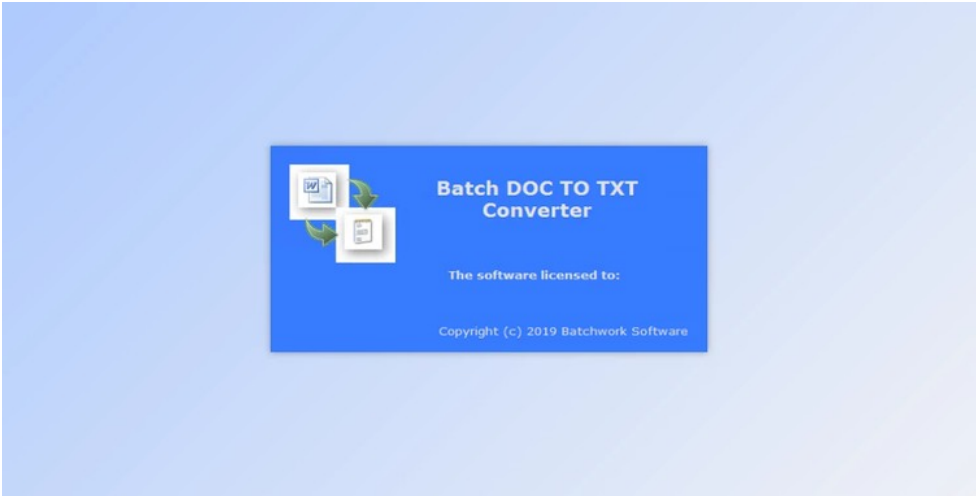 Batch DOC TO TXT
Converter
The software licensed to:
Copyright (c) 2019 Batchwork Software